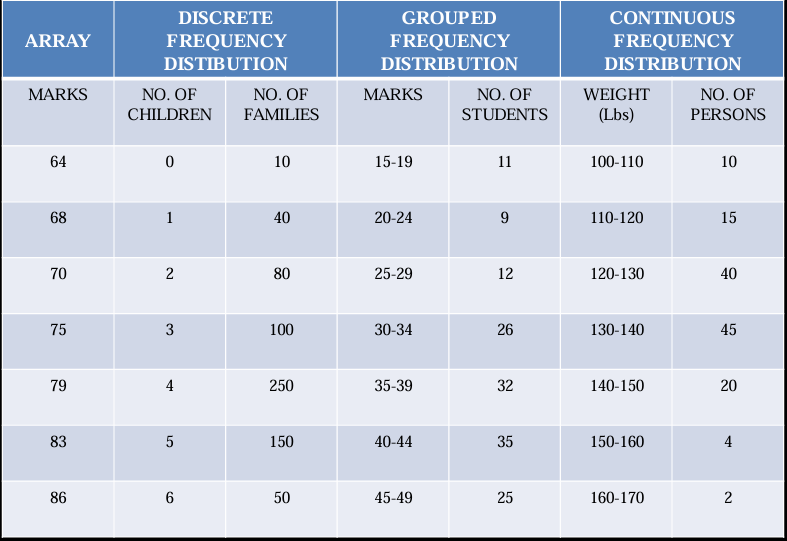 ARRAY DISCRETE FREQUENCY DISTIBUTION GROUPED FREQUENCY DISTRIBUTION CONTINUOUS FREQUENCY DISTRIBUTION
MARKS NO. OF CHILDREN NO. OF FAMILIES MARKS NO. OF STUDENTS WEIGHT (Lbs) NO. OF PERSONS
64 0 10 15-19 11 100-110 10
68 1 40 20-24 9 110-120 15
70 2 80 25-29 12 120-130 40
75 3 100 30-34 26 130-140 45
79 4 250 35-39 32 140-150 20
83 5 150 40-44 35 150-160 4
86 6 50 45-49 25 160-170 2